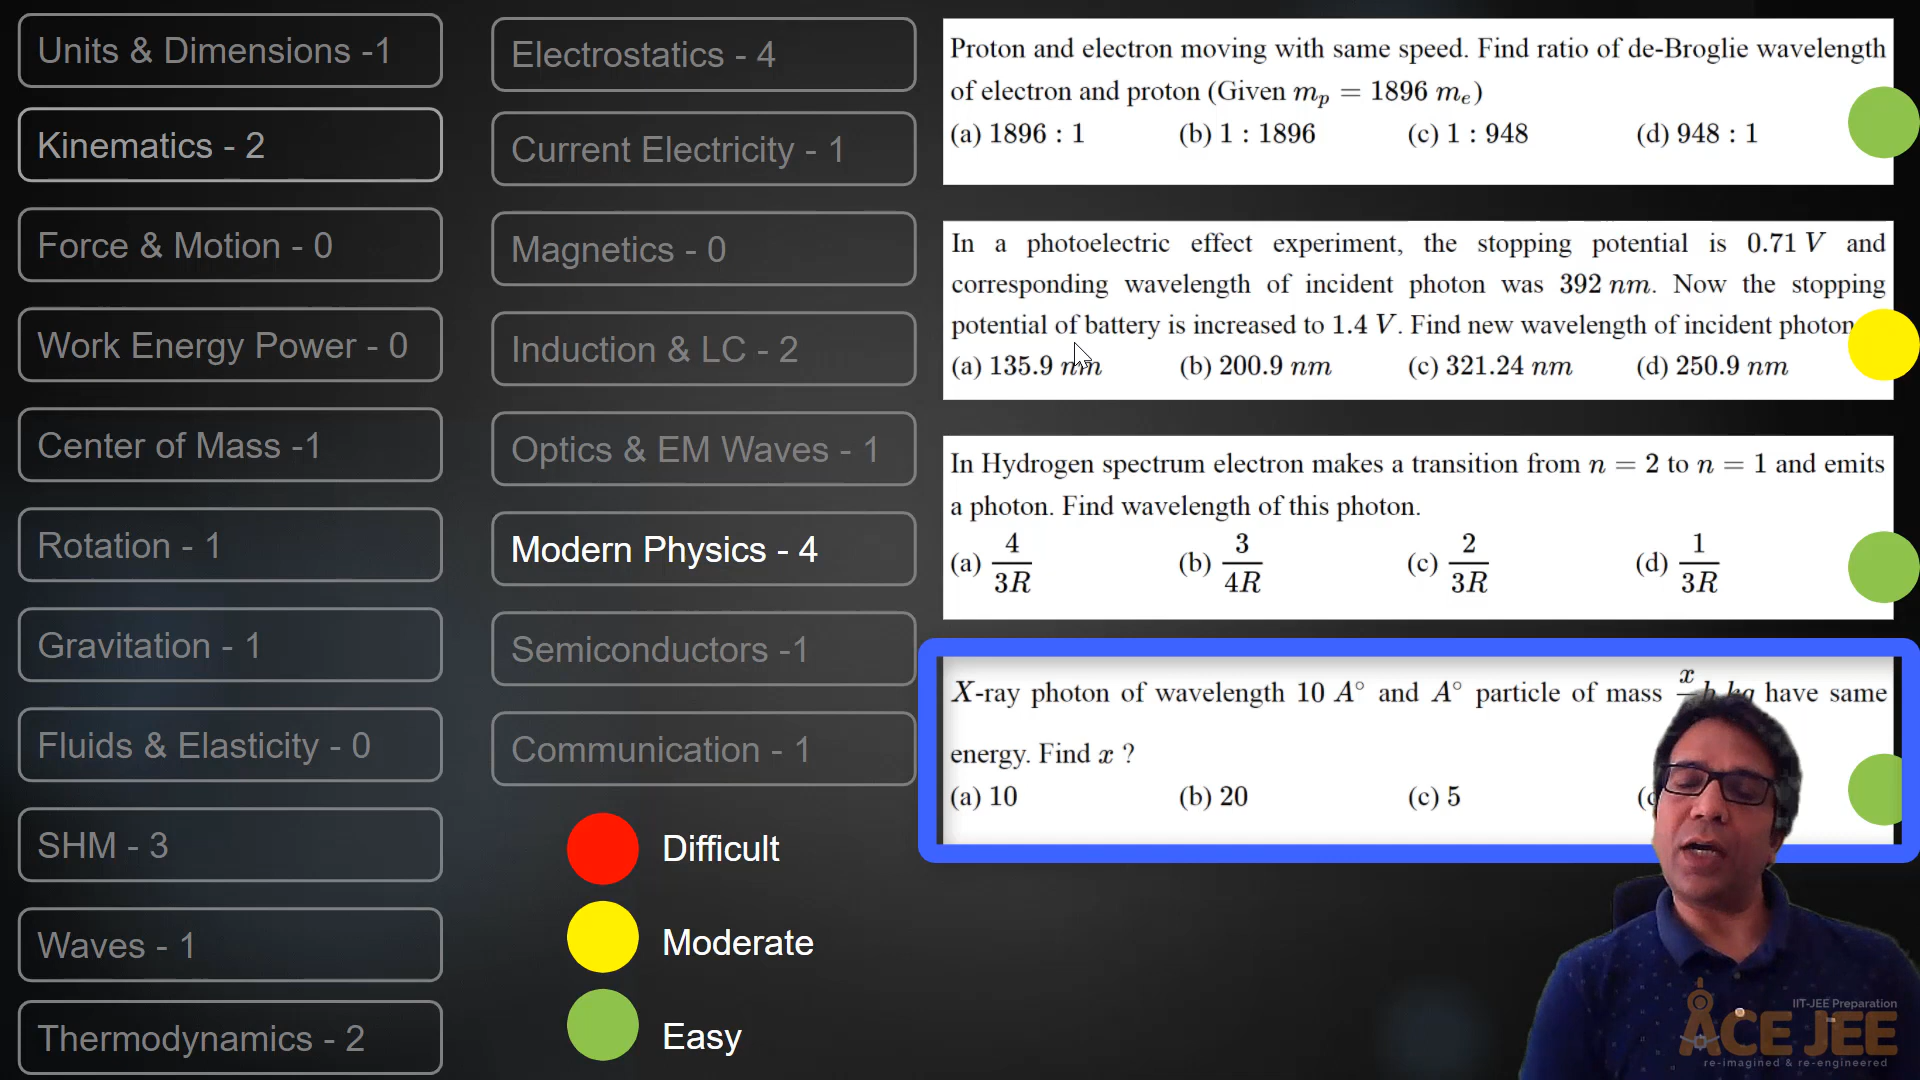 Units & Dimensions -1
Kinematics - 2
Force & Motion - 0
Work Energy Power - 0
Center of Mass -1
Rotation - 1
Gravitation - 1
Fluids & Elasticity - 0
SHM - 3
Waves - 1
Thermodynamics - 2
Electrostatics - 4
Current Electricity - 1
Magnetics - 0
Induction & LC - 2
Optics & EM Waves - 1
Modern Physics - 4
Semiconductors -1
Communication - 1
Difficult
Moderate
Easy
Proton and electron moving with same speed. Find ratio of de-Broglie wavelength
of electron and proton (Given m_p = 1896 m_e)
(a) 1896 : 1 (b) 1 : 1896 (c) 1 : 948 (d) 948 : 1
In a photoelectric effect experiment, the stopping potential is 0.71 V and
corresponding wavelength of incident photon was 392 nm. Now the stopping
potential of battery is increased to 1.4 V. Find new wavelength of incident photon
(a) 135.9 nm (b) 200.9 nm (c) 321.24 nm (d) 250.9 nm
In Hydrogen spectrum electron makes a transition from n = 2 to n = 1 and emits
a photon. Find wavelength of this photon.
(a) 4/3R (b) 3/4R (c) 2/3R (d) 1/3R
X-ray photon of wavelength 10 A° and A° particle of mass x h kg have same
energy. Find x ?
(a) 10 (b) 20 (c) 5
IIT-JEE Preparation
ACE JEE
re-imagined & re-engineered